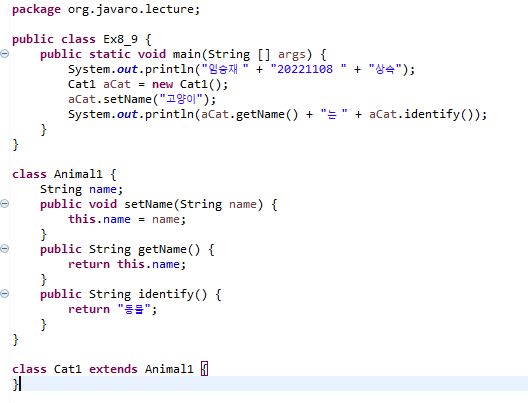 package org.javaro.lecture;
public class Ex8_9 {
public static void main(String [] args) {
System.out.println("임승재 " + "20221108 " + "상속");
Cat1 aCat = new Cat1();
aCat.setName("고양이");
System.out.println(aCat.getName() + "는 " + aCat.identify());
}
}
class Animal1 {
String name;
public void setName(String name) {
this.name = name;
}
public String getName() {
return this.name;
}
public String identify() {
return "동물";
}
}
class Cat1 extends Animal1 {
}